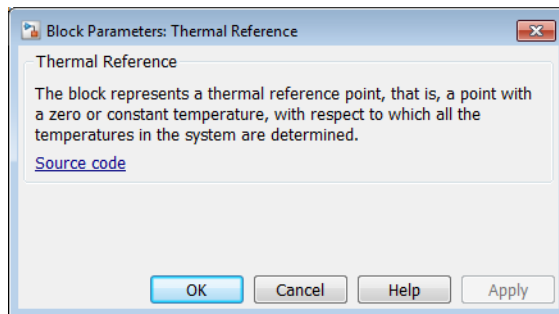 Block Parameters: Thermal Reference
Thermal Reference
The block represents a thermal reference point, that is, a point with
a zero or constant temperature, with respect to which all the
temperatures in the system are determined.
Source code
OK Cancel Help Apply